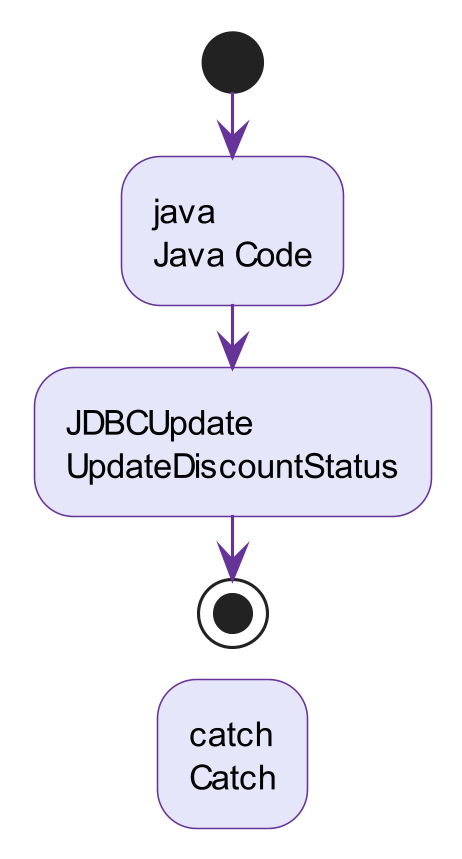 java
Java Code
JDBCUpdate
UpdateDiscountStatus
catch
Catch